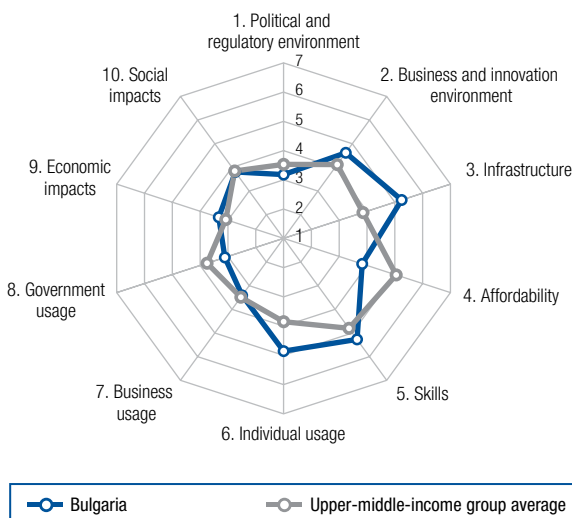 1. Political and
regulatory environment
2. Business and innovation
environment
3. Infrastructure
4. Affordability
5. Skills
6. Individual usage
7. Business
usage
8. Government
usage
9. Economic
impacts
10. Social
impacts
7
6
5
4
3
2
1
Bulgaria
Upper-middle-income group average